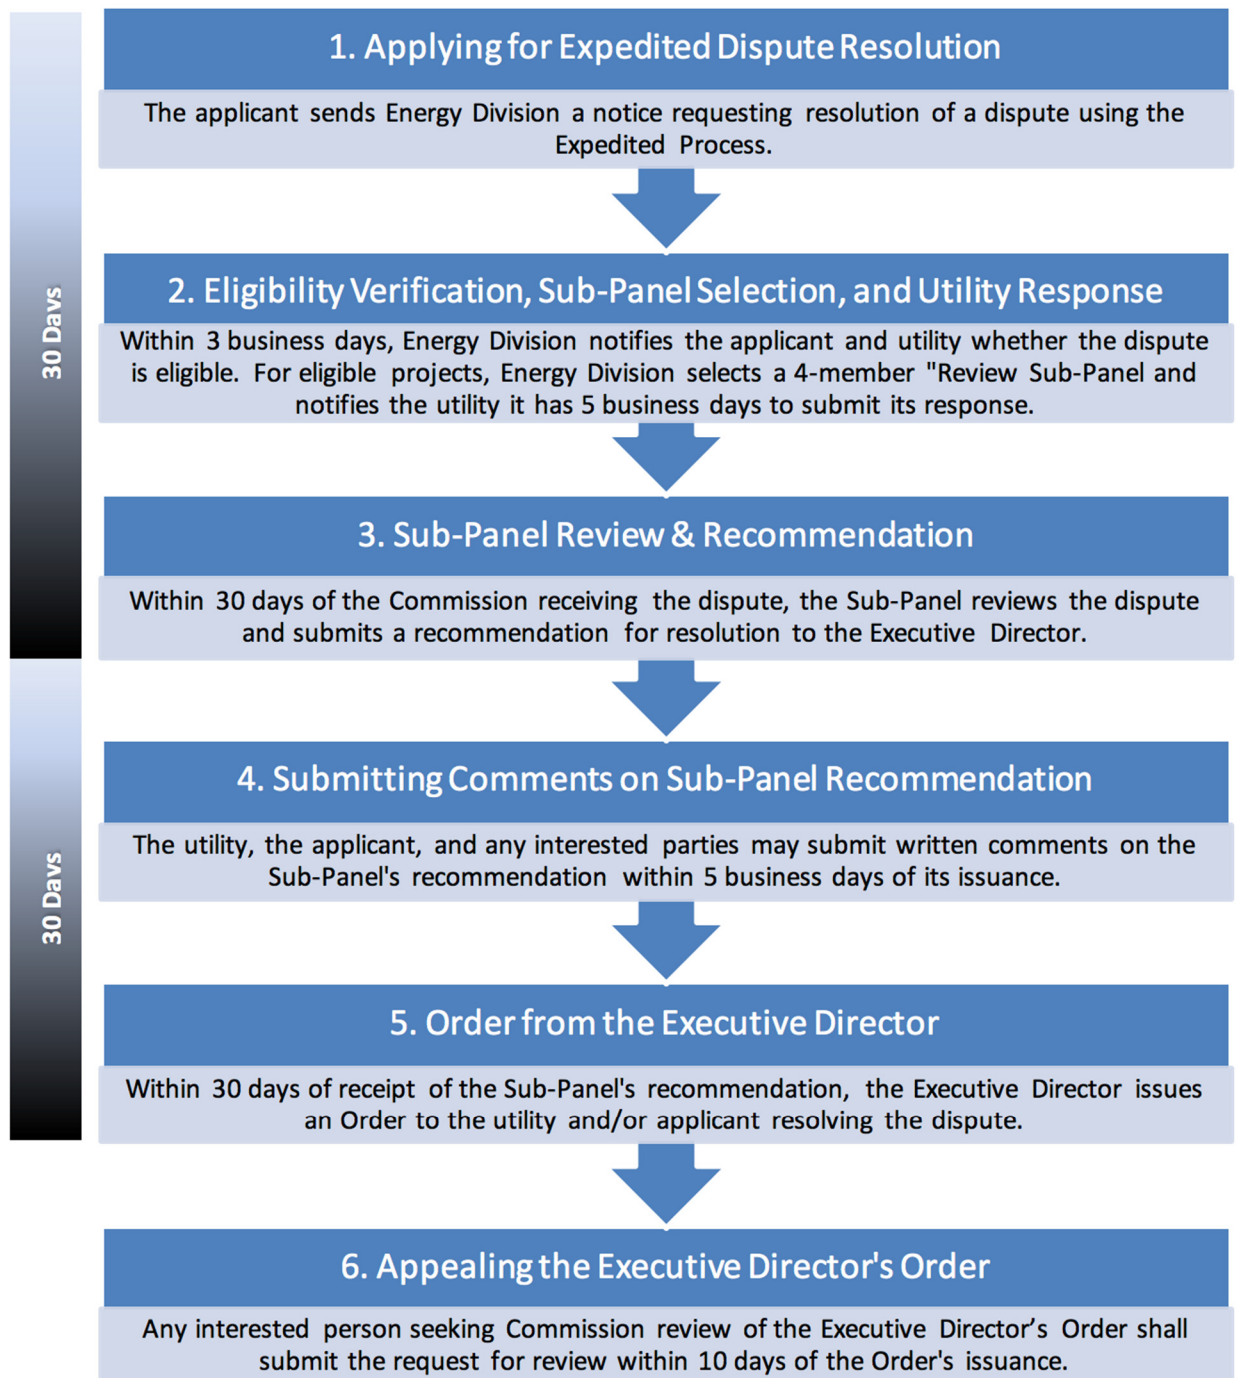 1. Applying for Expedited Dispute Resolution
The applicant sends Energy Division a notice requesting resolution of a dispute using the
Expedited Process.
30 Days
2. Eligibility Verification, Sub-Panel Selection, and Utility Response
Within 3 business days, Energy Division notifies the applicant and utility whether the dispute
is eligible. For eligible projects, Energy Division selects a 4-member "Review Sub-Panel and
notifies the utility it has 5 business days to submit its response.
3. Sub-Panel Review & Recommendation
Within 30 days of the Commission receiving the dispute, the Sub-Panel reviews the dispute
and submits a recommendation for resolution to the Executive Director.
4. Submitting Comments on Sub-Panel Recommendation
The utility, the applicant, and any interested parties may submit written comments on the
Sub-Panel's recommendation within 5 business days of its issuance.
30 Days
5. Order from the Executive Director
Within 30 days of receipt of the Sub-Panel's recommendation, the Executive Director issues
an Order to the utility and/or applicant resolving the dispute.
6. Appealing the Executive Director's Order
Any interested person seeking Commission review of the Executive Director’s Order shall
submit the request for review within 10 days of the Order's issuance.